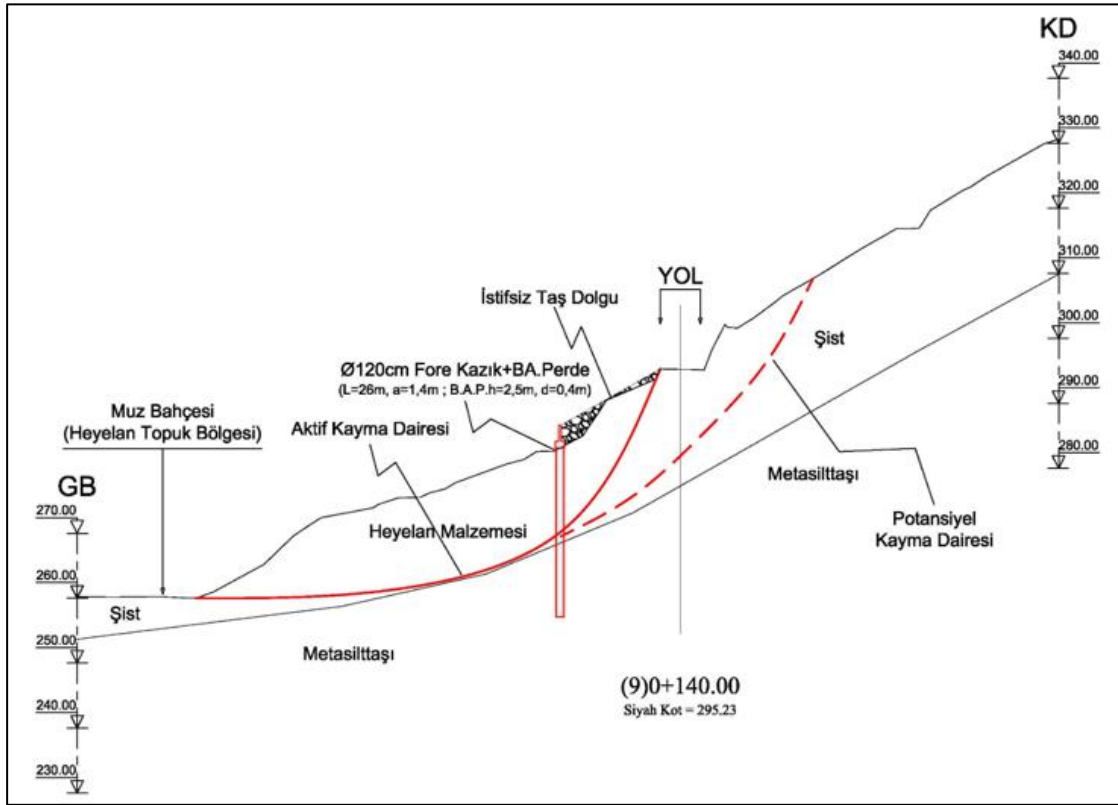 KD
340.00
330.00
320.00
310.00
300.00
290.00
280.00
YOL
İstifsiz Taş Dolgu
Ø120cm Fore Kazık+BA.Perde
(L=26m, a=1,4m ; B.A.P.h=2,5m, d=0,4m)
Şist
Muz Bahçesi
(Heyelan Topuk Bölgesi)
Aktif Kayma Dairesi
Metasilttaşı
GB
270.00
260.00
250.00
240.00
230.00
Heyelan Malzemesi
Potansiyel
Kayma Dairesi
Şist
Metasilttaşı
(9)0+140.00
Siyah Kot = 295.23